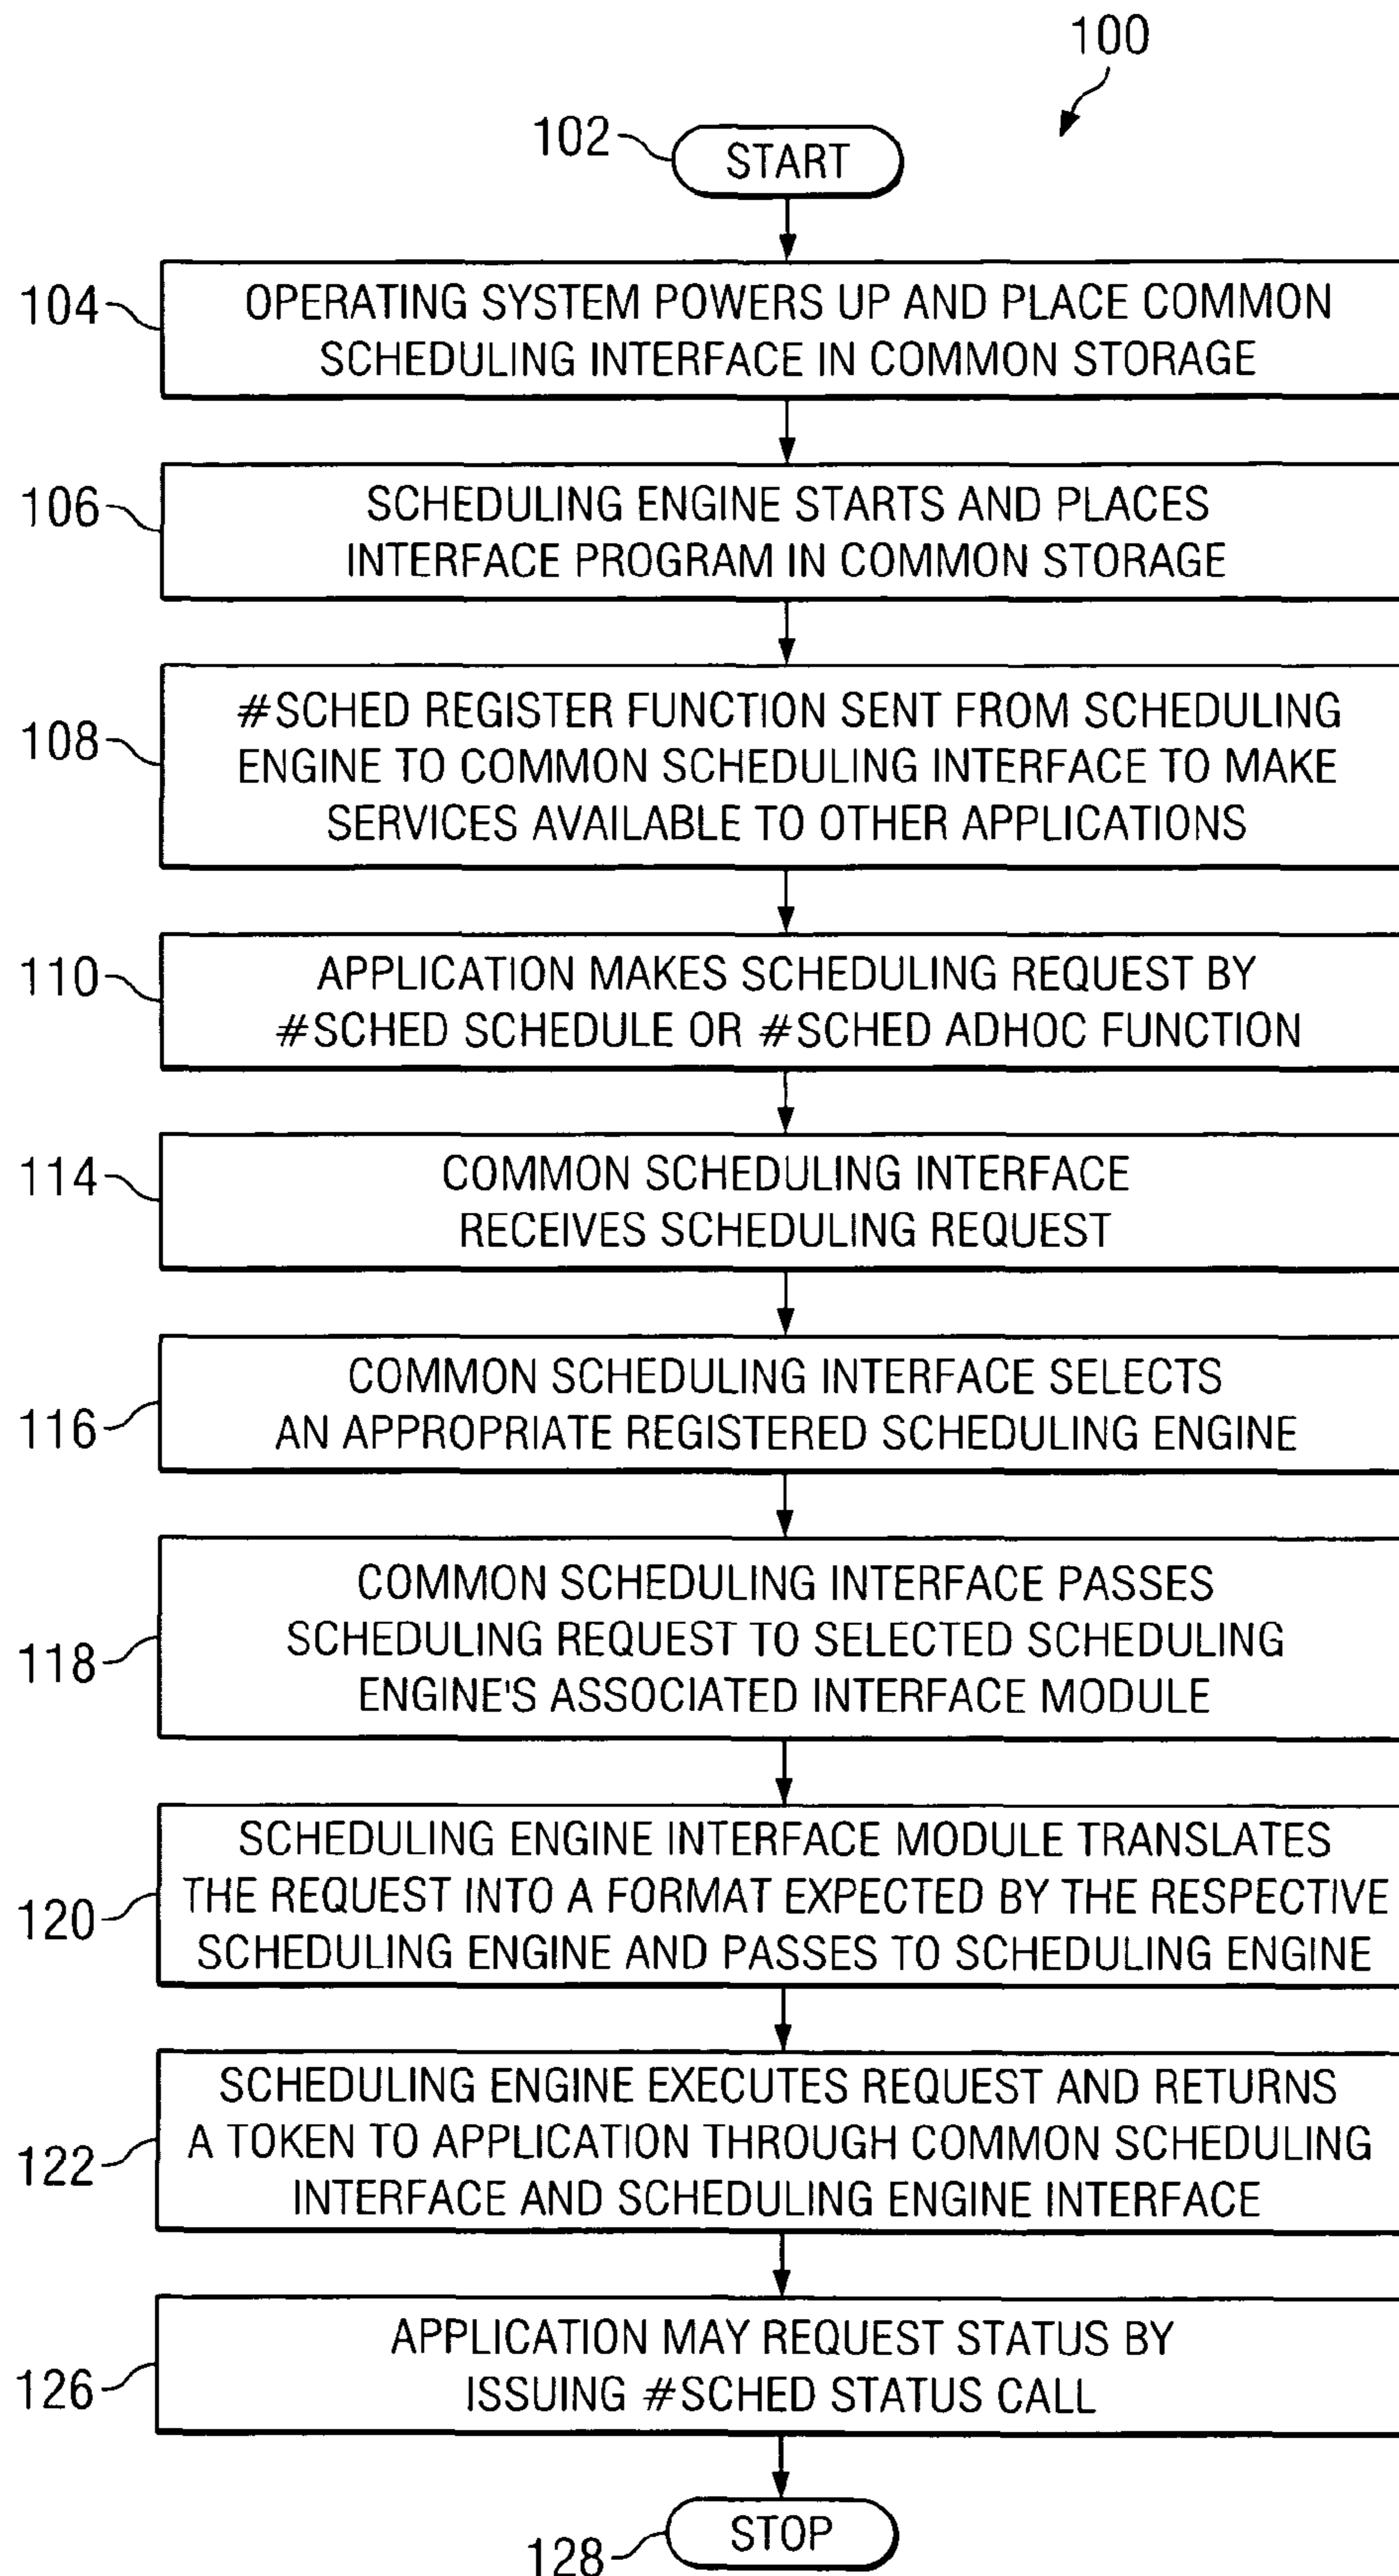 100
102
START
104
OPERATING SYSTEM POWERS UP AND PLACE COMMON
SCHEDULING INTERFACE IN COMMON STORAGE
106
SCHEDULING ENGINE STARTS AND PLACES
INTERFACE PROGRAM IN COMMON STORAGE
108
#SCHED REGISTER FUNCTION SENT FROM SCHEDULING
ENGINE TO COMMON SCHEDULING INTERFACE TO MAKE
SERVICES AVAILABLE TO OTHER APPLICATIONS
110
APPLICATION MAKES SCHEDULING REQUEST BY
#SCHED SCHEDULE OR #SCHED ADHOC FUNCTION
114
COMMON SCHEDULING INTERFACE
RECEIVES SCHEDULING REQUEST
116
COMMON SCHEDULING INTERFACE SELECTS
AN APPROPRIATE REGISTERED SCHEDULING ENGINE
118
COMMON SCHEDULING INTERFACE PASSES
SCHEDULING REQUEST TO SELECTED SCHEDULING
ENGINE'S ASSOCIATED INTERFACE MODULE
120
SCHEDULING ENGINE INTERFACE MODULE TRANSLATES
THE REQUEST INTO A FORMAT EXPECTED BY THE RESPECTIVE
SCHEDULING ENGINE AND PASSES TO SCHEDULING ENGINE
122
SCHEDULING ENGINE EXECUTES REQUEST AND RETURNS
A TOKEN TO APPLICATION THROUGH COMMON SCHEDULING
INTERFACE AND SCHEDULING ENGINE INTERFACE
126
APPLICATION MAY REQUEST STATUS BY
ISSUING #SCHED STATUS CALL
128
STOP